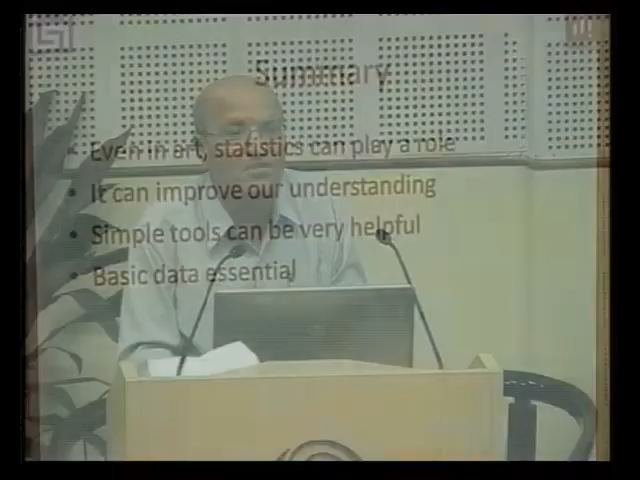 Summary
• Even in art, statistics can play a role
• It can improve our understanding
• Simple tools can be very helpful
• Basic data essential